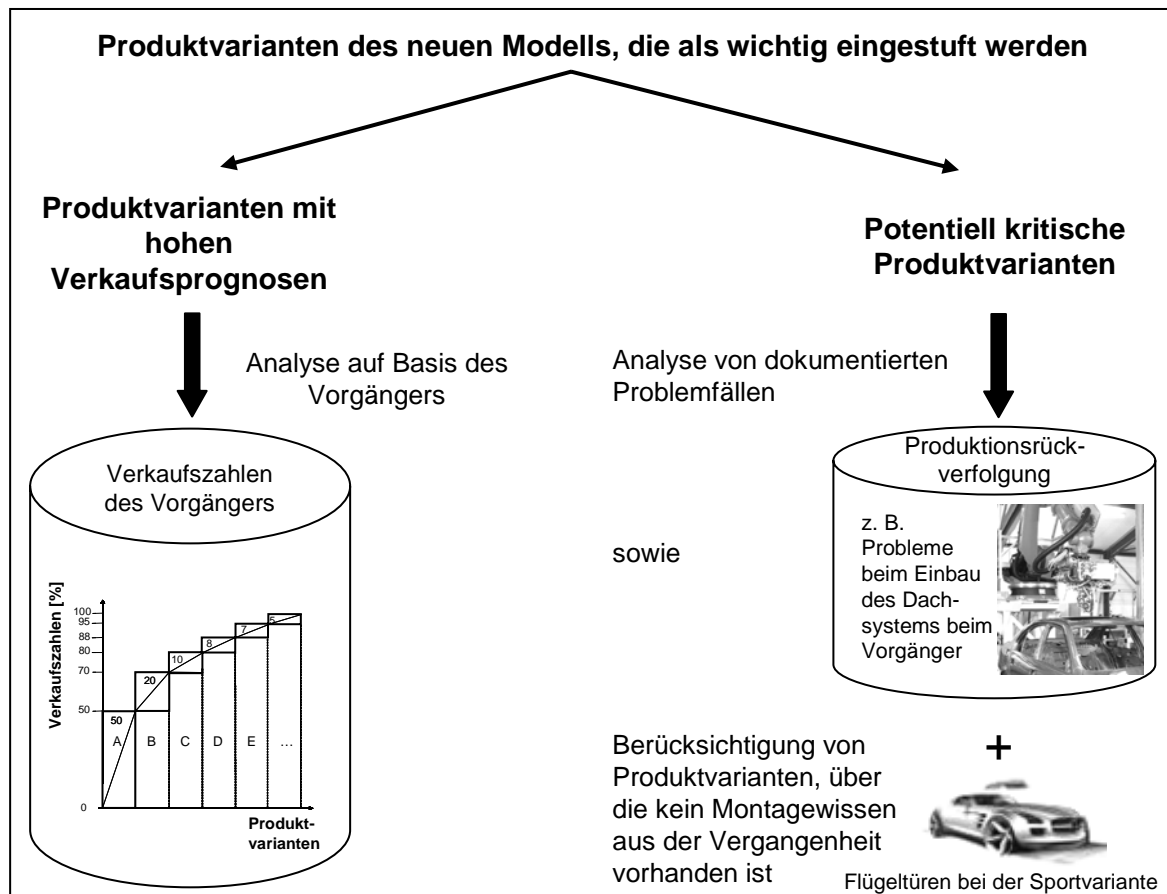 Produktvarianten des neuen Modells, die als wichtig eingestuft werden
Produktvarianten mit
hohen
Verkaufsprognosen
Analyse auf Basis des
Vorgängers
Verkaufszahlen
des Vorgängers
Verkaufszahlen [%]
100
95
88
80
70
50
0
50
20
10
8
7
5
A
B
C
D
E
...
Produkt-
varianten
Potentiell kritische
Produktvarianten
Analyse von dokumentierten
Problemfällen
Produktionsrück-
verfolgung
z. B.
Probleme
beim Einbau
des Dach-
systems beim
Vorgänger
sowie
Berücksichtigung von
Produktvarianten, über
die kein Montagewissen
aus der Vergangenheit
vorhanden ist
+
Flügeltüren bei der Sportvariante